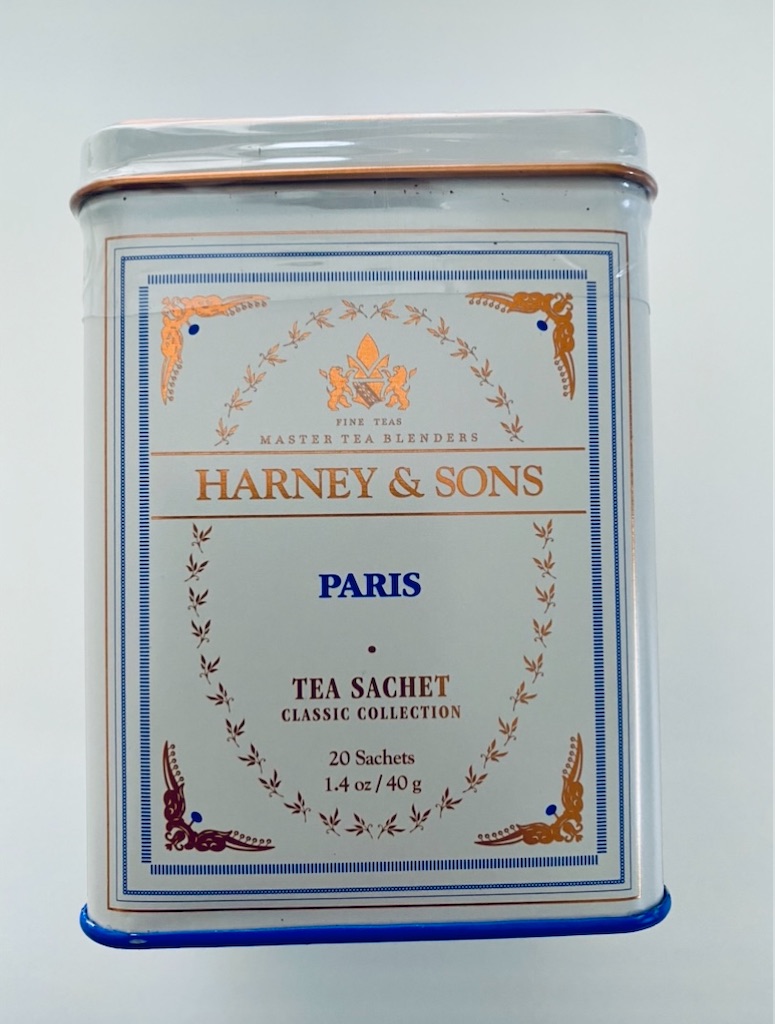 FINE TEAS
MASTER TEA BLENDERS
HARNEY & SONS
PARIS
TEA SACHET
CLASSIC COLLECTION
20 Sachets
1.4 oz / 40 g